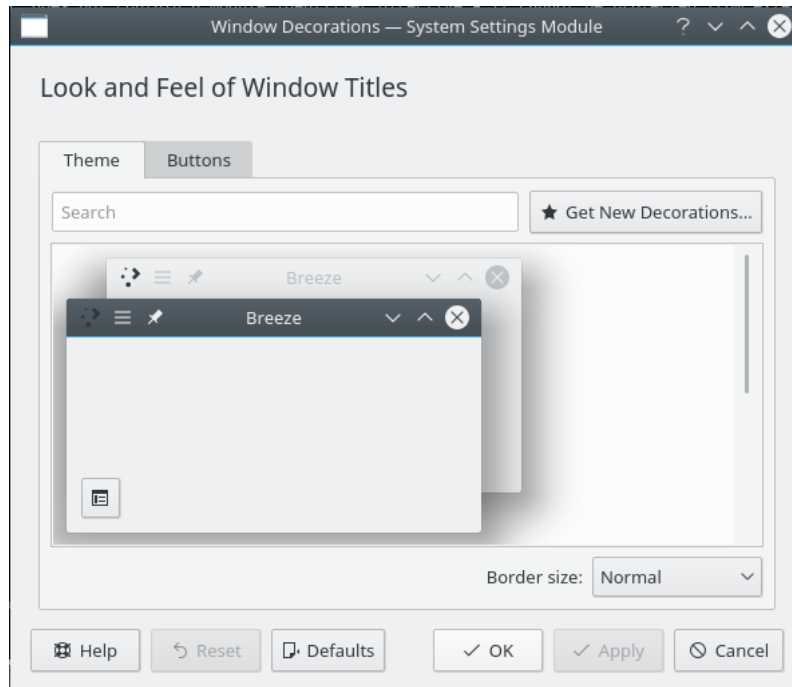 Window Decorations — System Settings Module
Look and Feel of Window Titles
Theme Buttons
Search Get New Decorations...
Breeze
Breeze
Border size: Normal
Help Reset Defaults OK Apply Cancel